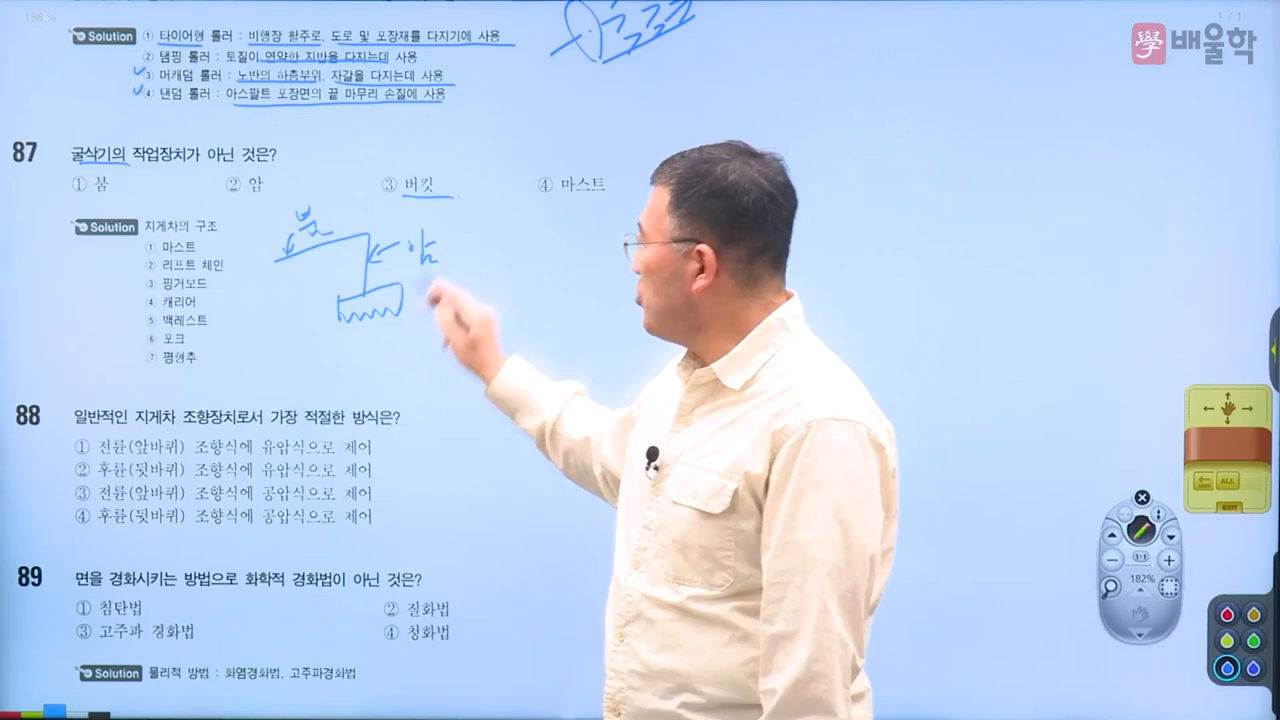 188 %
1 / 1
Solution ① 타이어형 롤러 : 비행장 활주로, 도로 및 포장재를 다지기에 사용
② 탬핑 롤러 : 토질이 연약한 지반을 다지는데 사용
③ 머캐덤 롤러 : 노반의 하층부위, 자갈을 다지는데 사용
④ 탠덤 롤러 : 아스팔트 포장면의 끝 마무리 손질에 사용
學 배울학
87 굴삭기의 작업장치가 아닌 것은?
① 붐 ② 암 ③ 버킷 ④ 마스트
Solution 지게차의 구조
① 마스트
② 리프트 체인
③ 핑거보드
④ 캐리어
⑤ 백레스트
⑥ 포크
⑦ 평형추
붐
암
88 일반적인 지게차 조향장치로서 가장 적절한 방식은?
① 전륜(앞바퀴) 조향식에 유압식으로 제어
② 후륜(뒷바퀴) 조향식에 유압식으로 제어
③ 전륜(앞바퀴) 조향식에 공압식으로 제어
④ 후륜(뒷바퀴) 조향식에 공압식으로 제어
89 면을 경화시키는 방법으로 화학적 경화법이 아닌 것은?
① 침탄법 ② 질화법
③ 고주파 경화법 ④ 청화법
Solution 물리적 방법 : 화염경화법, 고주파경화법
ALL
EXIT
1:1
182%